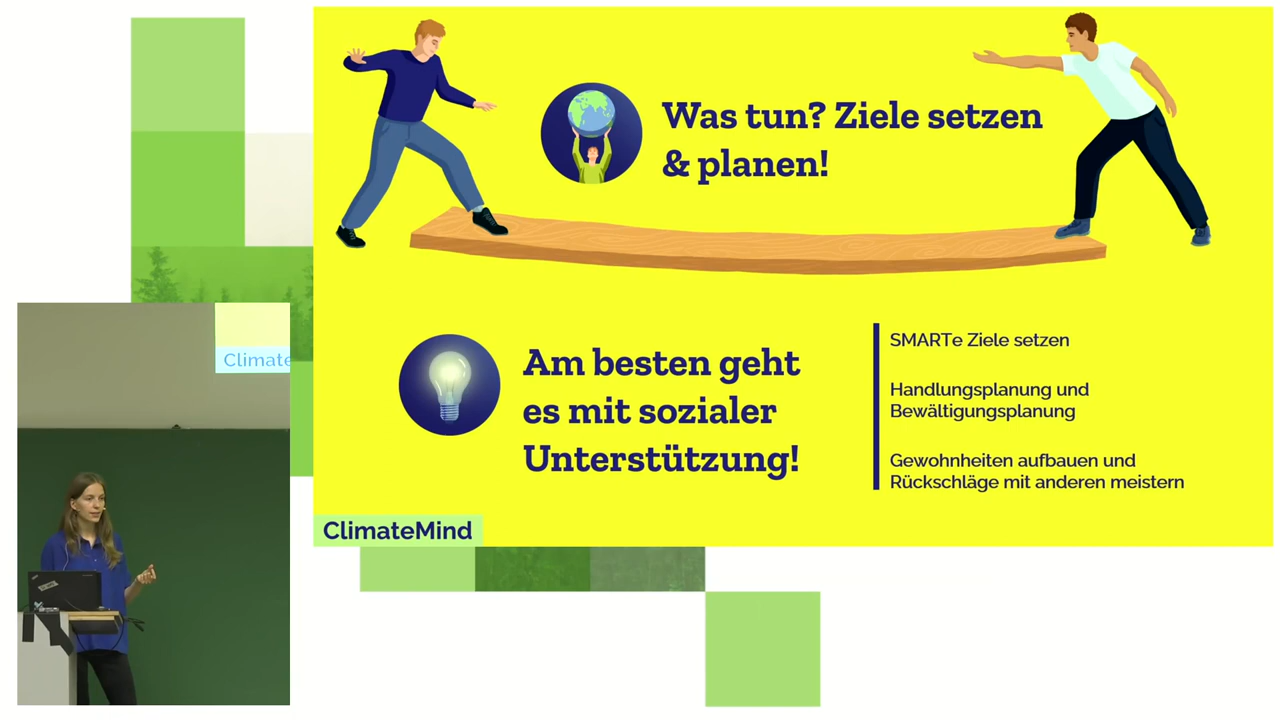 Was tun? Ziele setzen
& planen!
Am besten geht
es mit sozialer
Unterstützung!
SMARTe Ziele setzen
Handlungsplanung und
Bewältigungsplanung
Gewohnheiten aufbauen und
Rückschläge mit anderen meistern
ClimateMind
Climate